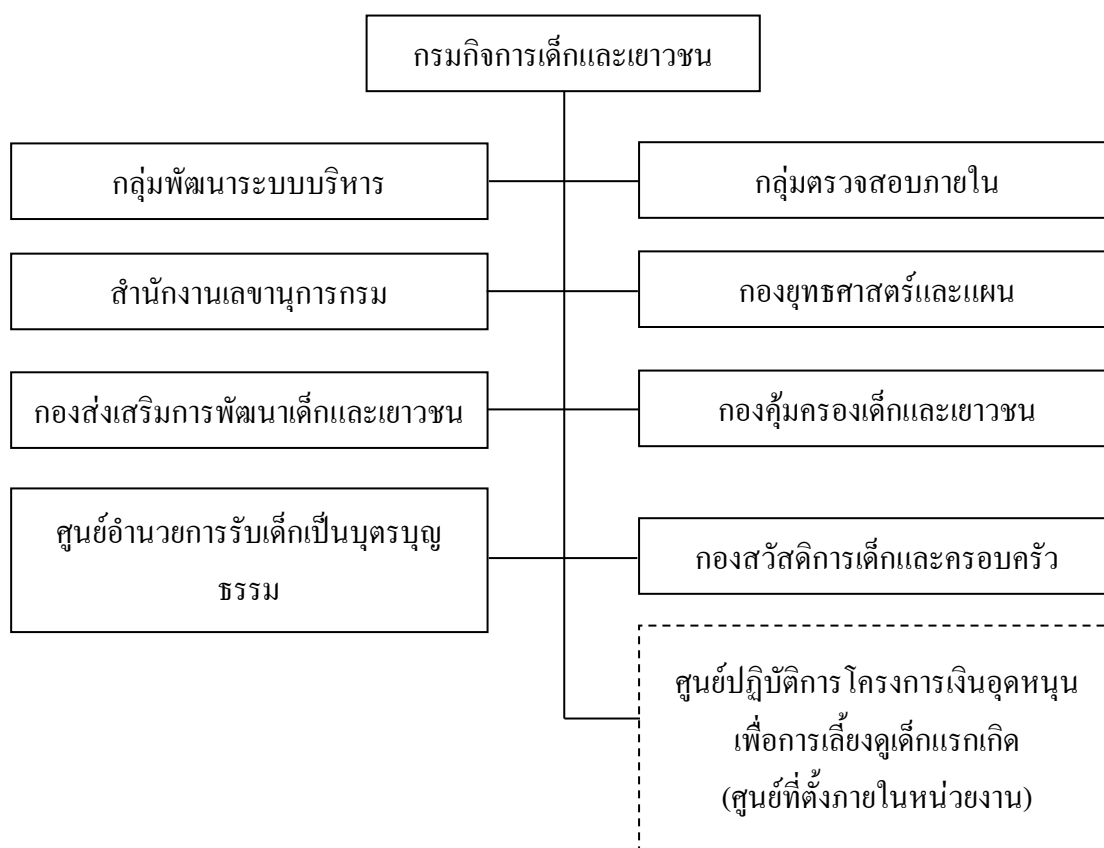 กรมกิจการเด็กและเยาวชน
กลุ่มพัฒนาระบบบริหาร
กลุ่มตรวจสอบภายใน
สำนักงานเลขานุการกรม
กองยุทธศาสตร์และแผน
กองส่งเสริมการพัฒนาเด็กและเยาวชน
กองคุ้มครองเด็กและเยาวชน
ศูนย์อำนวยการรับเด็กเป็นบุตรบุญ
ธรรม
กองสวัสดิการเด็กและครอบครัว
ศูนย์ปฏิบัติการโครงการเงินอุดหนุน
เพื่อการเลี้ยงดูเด็กแรกเกิด
(ศูนย์ที่ตั้งภายในหน่วยงาน)